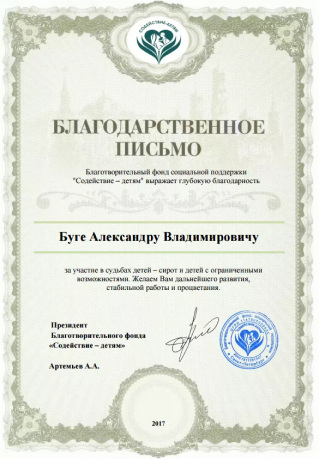 СОДЕЙСТВИЕ-ДЕТЯМ
БЛАГОДАРСТВЕННОЕ
ПИСЬМО
Благотворительный фонд социальной поддержки
"Содействие – детям" выражает глубокую благодарность
Буге Александру Владимировичу
за участие в судьбах детей – сирот и детей с ограниченными
возможностями. Желаем Вам дальнейшего развития,
стабильной работы и процветания.
Президент
Благотворительного фонда
«Содействие – детям»
Артемьев А.А.
2017